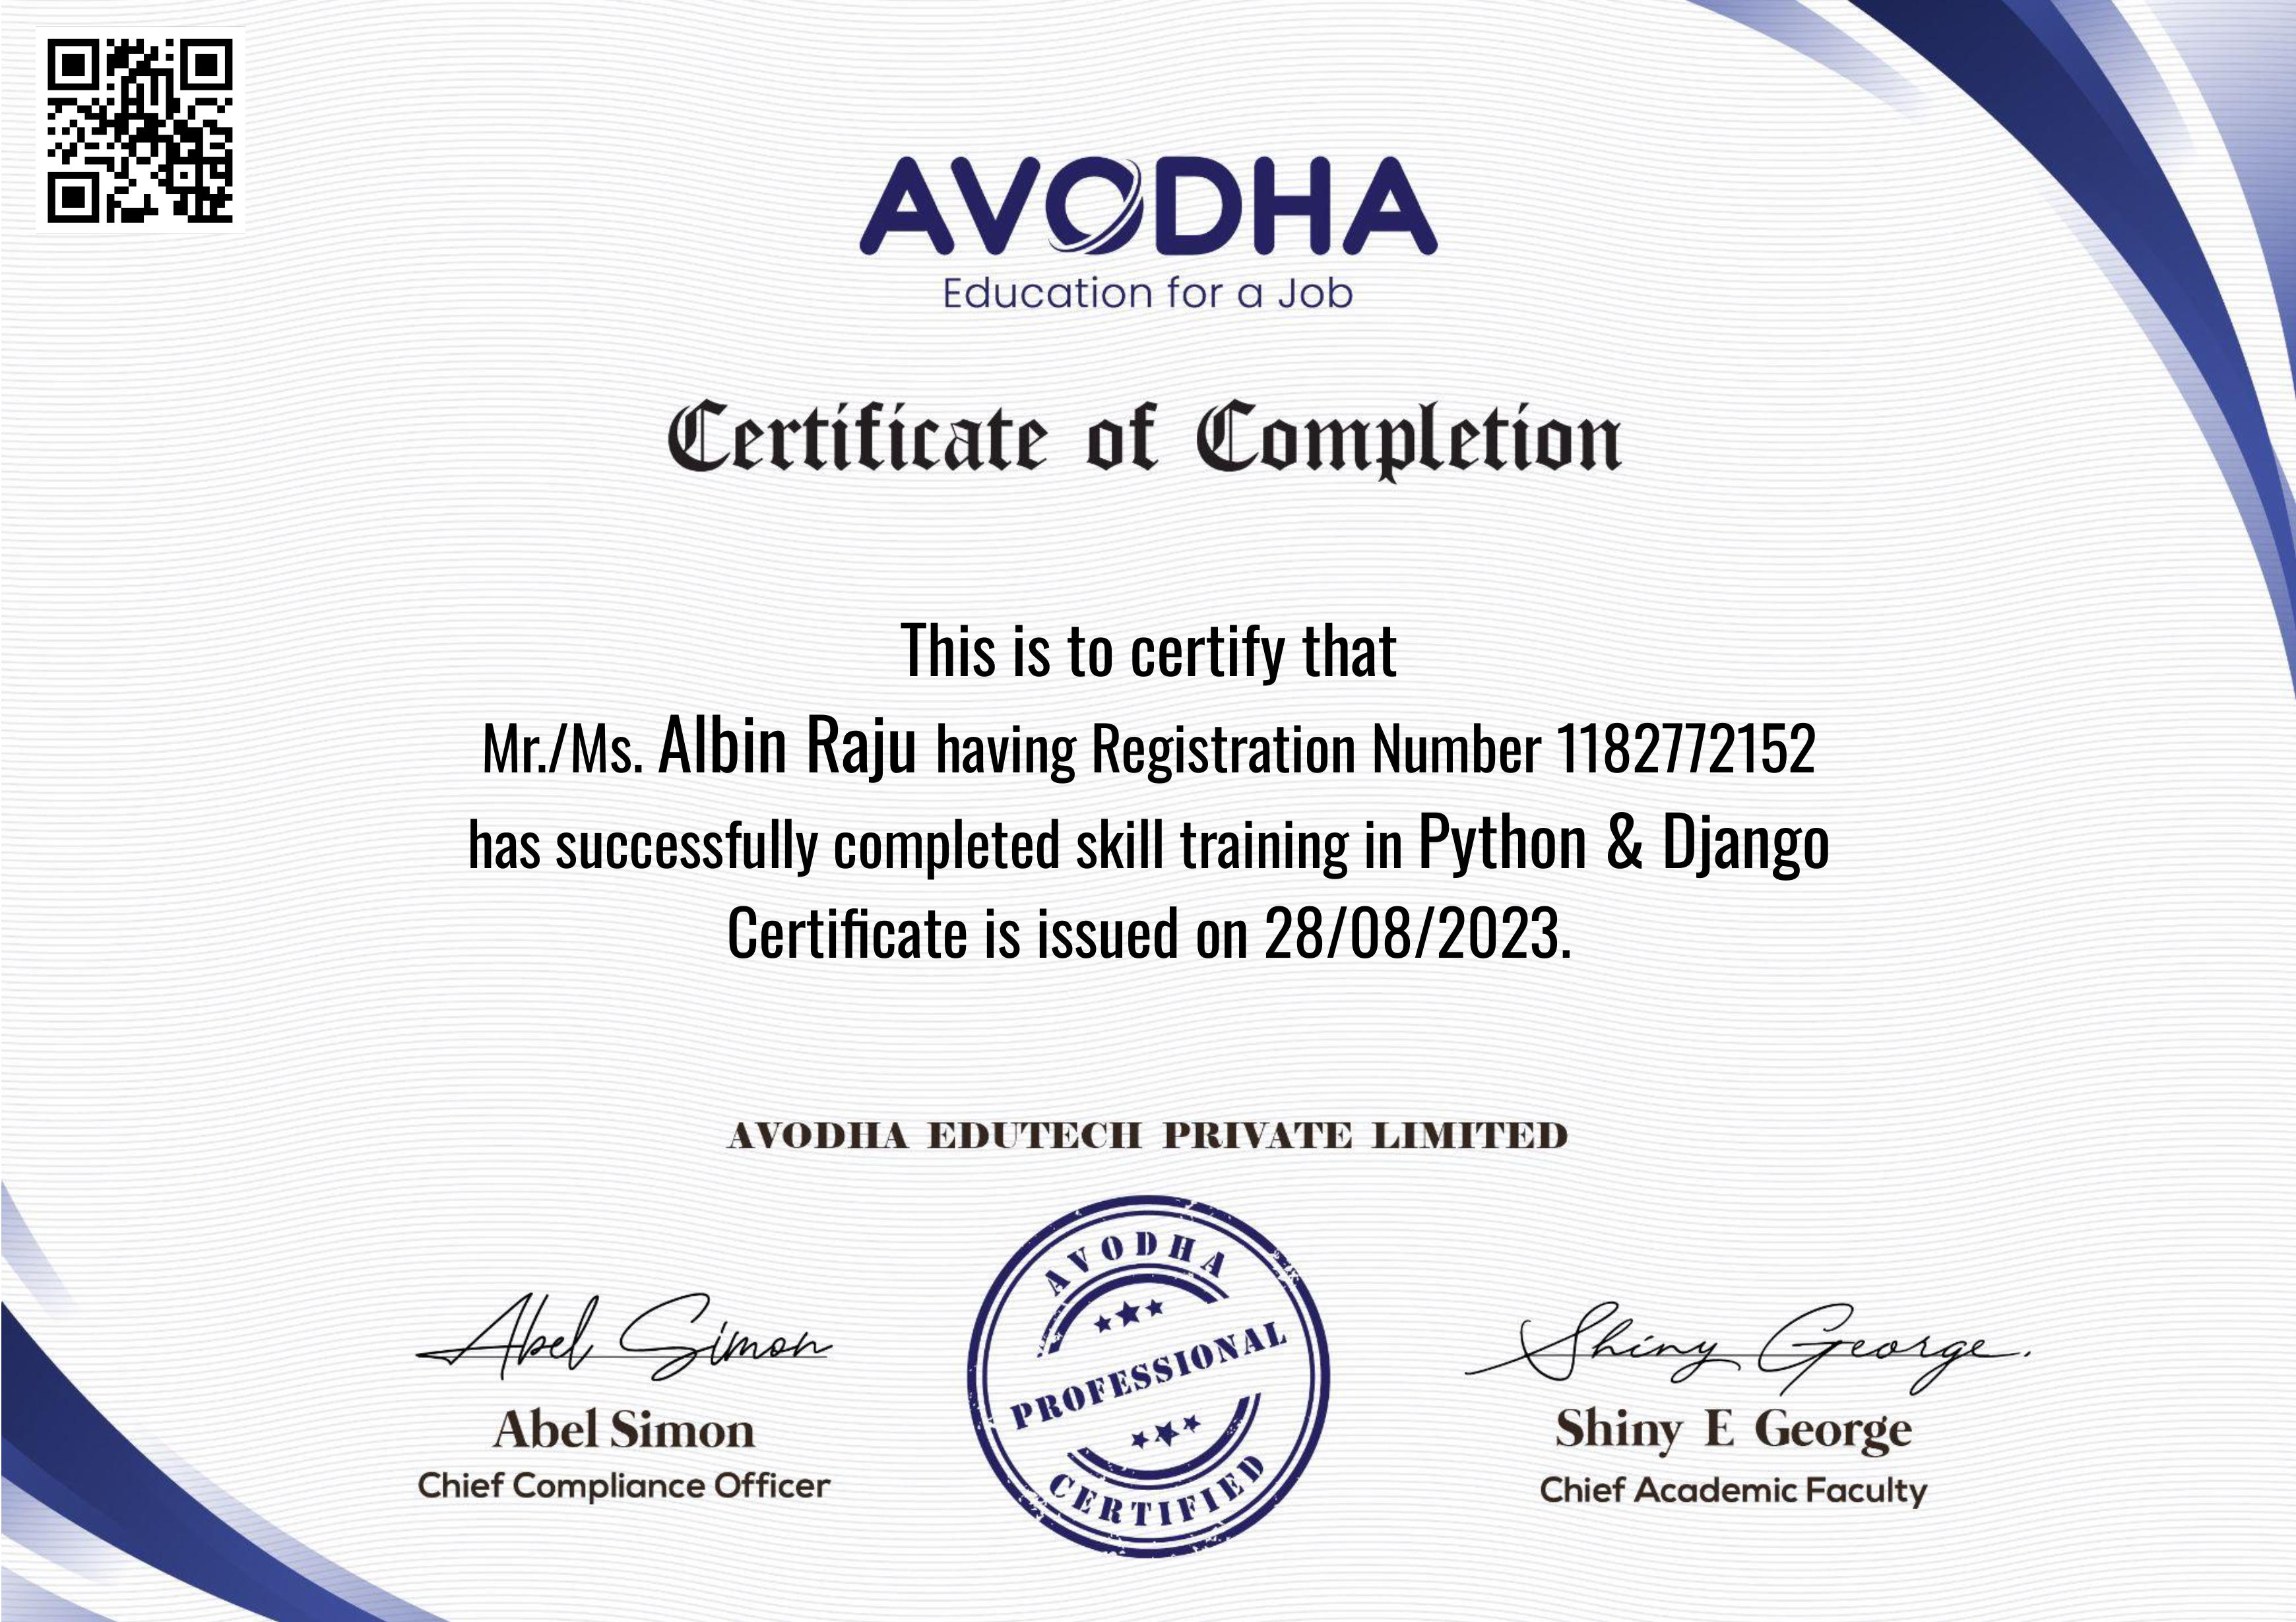 AVODHA
Education for a Job
Certificate of Completion
This is to certify that
Mr./Ms. Albin Raju having Registration Number 1182772152
has successfully completed skill training in Python & Django
Certificate is issued on 28/08/2023.
AVODHA EDUTECH PRIVATE LIMITED
AVODHA
PROFESSIONAL
CERTIFIED
Abel Simon
Abel Simon
Chief Compliance Officer
Shiny George.
Shiny E George
Chief Academic Faculty